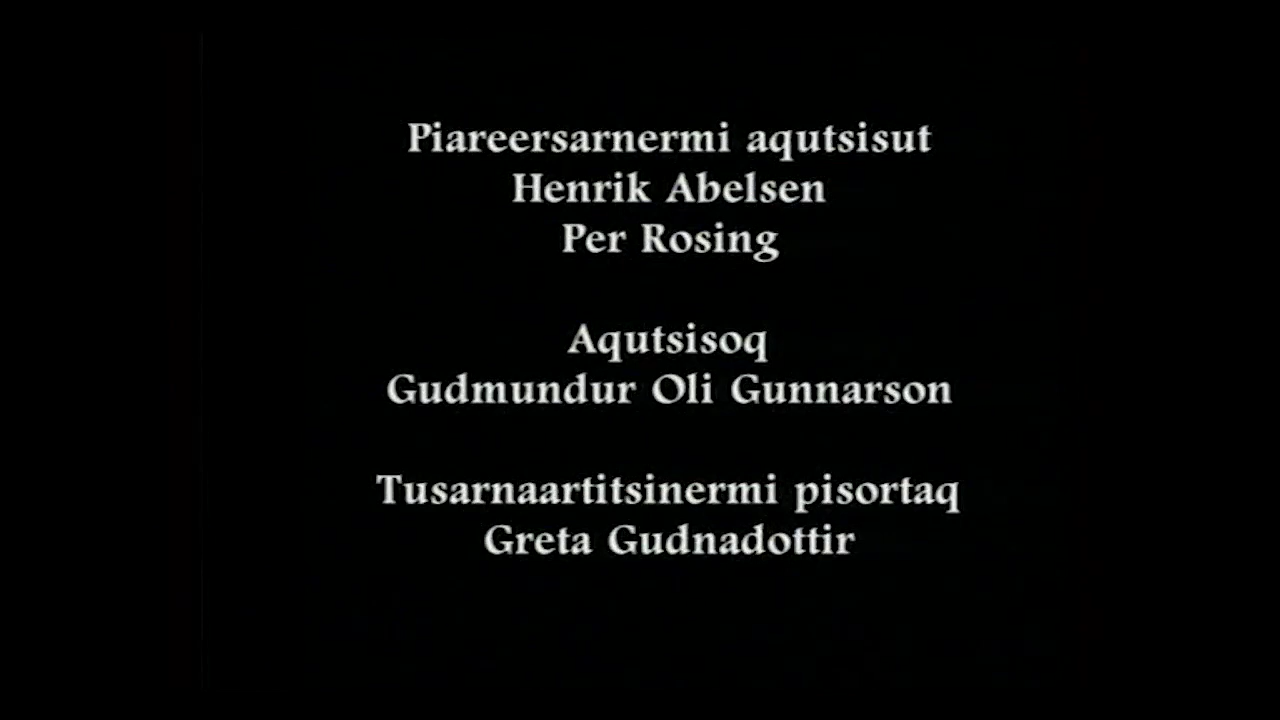 Piareersarnermi aqutsisut
Henrik Abelsen
Per Rosing
Aqutsisoq
Gudmundur Oli Gunnarson
Tusarnaartitsinermi pisortaq
Greta Gudnadottir